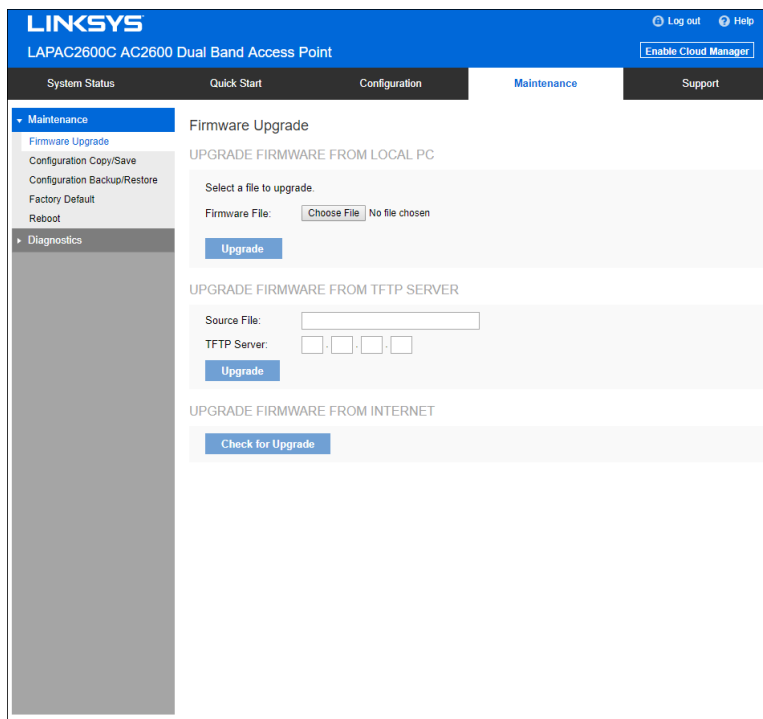 LINKSYS
Log out Help
LAPAC2600C AC2600 Dual Band Access Point
Enable Cloud Manager
System Status Quick Start Configuration Maintenance Support
Maintenance
Firmware Upgrade
Configuration Copy/Save
Configuration Backup/Restore
Factory Default
Reboot
Diagnostics
Firmware Upgrade
UPGRADE FIRMWARE FROM LOCAL PC
Select a file to upgrade.
Firmware File: Choose File No file chosen
Upgrade
UPGRADE FIRMWARE FROM TFTP SERVER
Source File:
TFTP Server: . . .
Upgrade
UPGRADE FIRMWARE FROM INTERNET
Check for Upgrade